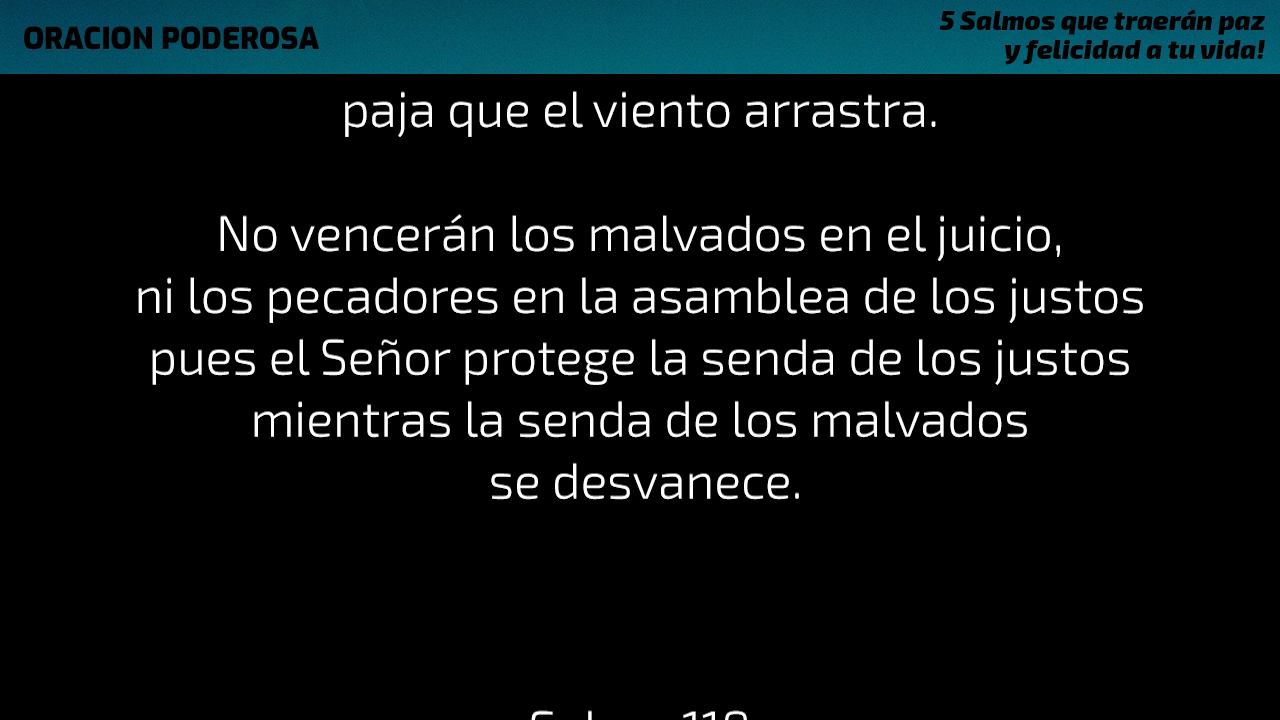 ORACION PODEROSA
5 Salmos que traerán paz
y felicidad a tu vida!
paja que el viento arrastra.
No vencerán los malvados en el juicio,
ni los pecadores en la asamblea de los justos
pues el Señor protege la senda de los justos
mientras la senda de los malvados
se desvanece.